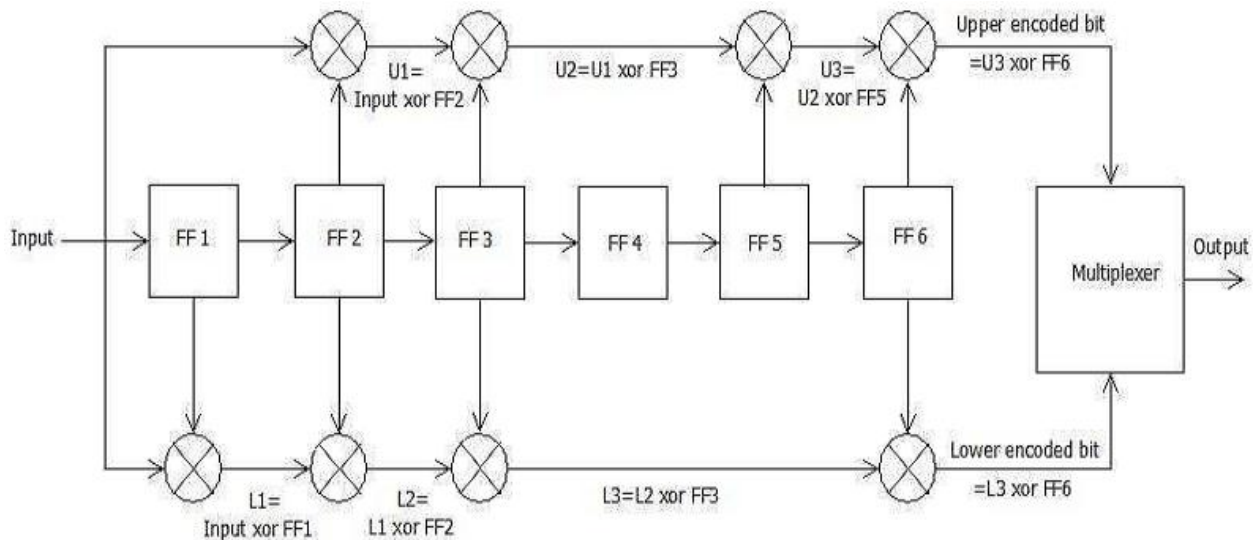 Upper encoded bit
=U3 xor FF6
U1=
Input xor FF2
U2=U1 xor FF3
U3=
U2 xor FF5
Input
FF 1
FF 2
FF 3
FF 4
FF 5
FF 6
Multiplexer
Output
L1=
Input xor FF1
L2=
L1 xor FF2
L3=L2 xor FF3
Lower encoded bit
=L3 xor FF6